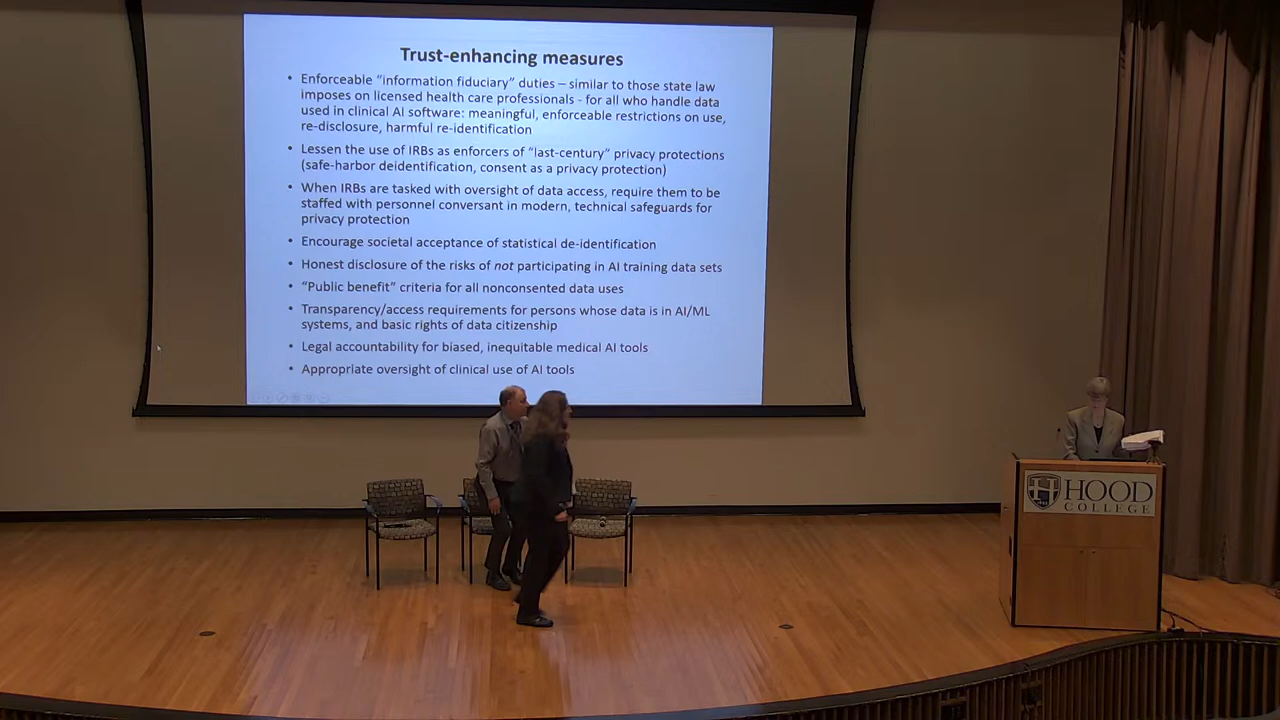 Trust-enhancing measures
• Enforceable “information fiduciary” duties – similar to those state law
imposes on licensed health care professionals - for all who handle data
used in clinical AI software: meaningful, enforceable restrictions on use,
re-disclosure, harmful re-identification
• Lessen the use of IRBs as enforcers of “last-century” privacy protections
(safe-harbor deidentification, consent as a privacy protection)
• When IRBs are tasked with oversight of data access, require them to be
staffed with personnel conversant in modern, technical safeguards for
privacy protection
• Encourage societal acceptance of statistical de-identification
• Honest disclosure of the risks of not participating in AI training data sets
• “Public benefit” criteria for all nonconsented data uses
• Transparency/access requirements for persons whose data is in AI/ML
systems, and basic rights of data citizenship
• Legal accountability for biased, inequitable medical AI tools
• Appropriate oversight of clinical use of AI tools
HOOD
COLLEGE